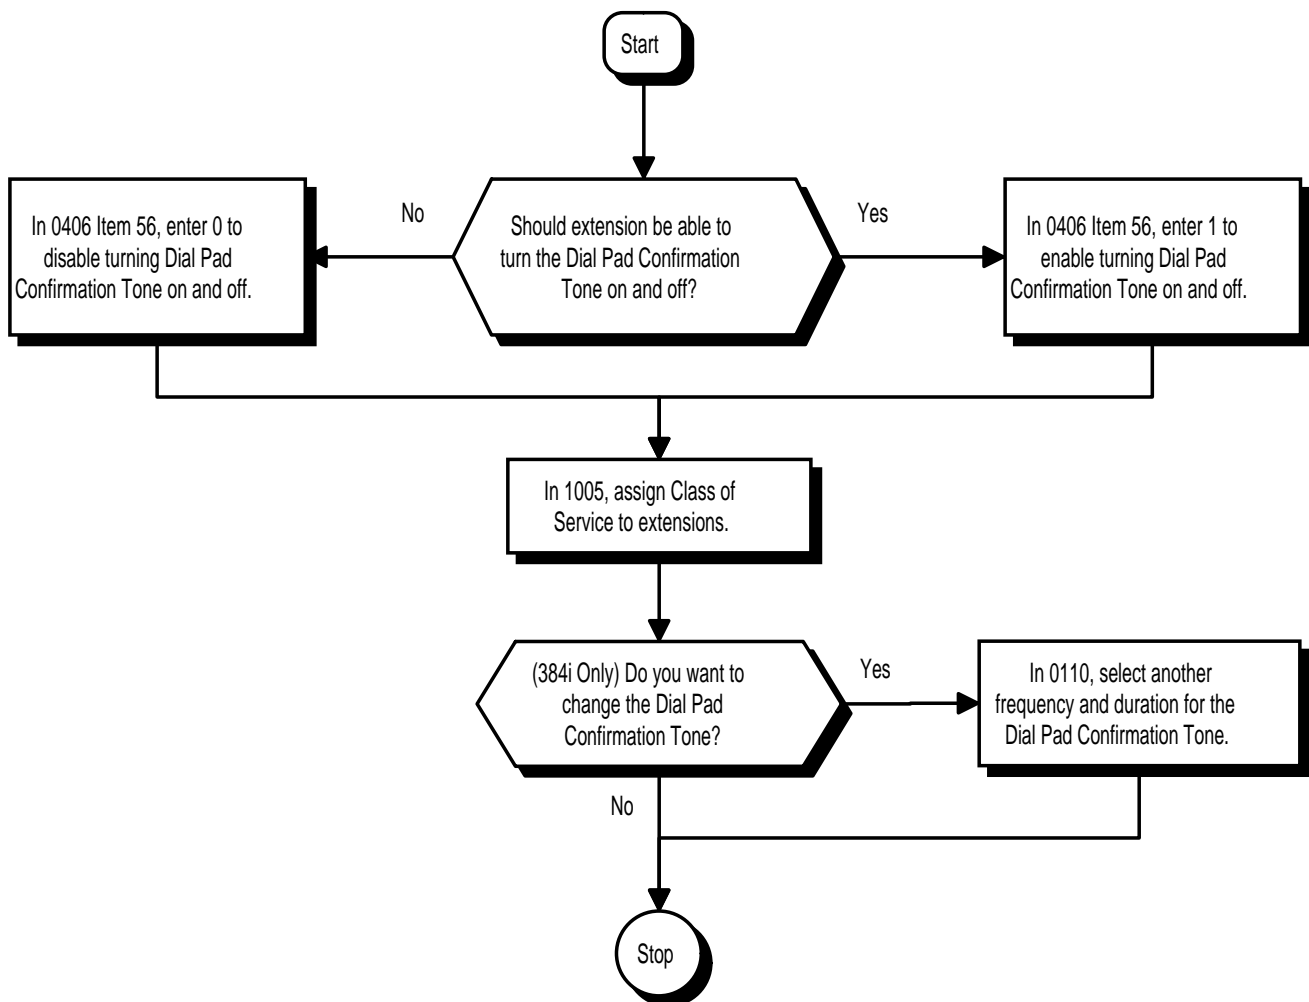 Start
No
Yes
In 0406 Item 56, enter 0 to
disable turning Dial Pad
Confirmation Tone on and off.
Should extension be able to
turn the Dial Pad Confirmation
Tone on and off?
In 0406 Item 56, enter 1 to
enable turning Dial Pad
Confirmation Tone on and off.
In 1005, assign Class of
Service to extensions.
(384i Only) Do you want to
change the Dial Pad
Confirmation Tone?
Yes
In 0110, select another
frequency and duration for the
Dial Pad Confirmation Tone.
No
Stop